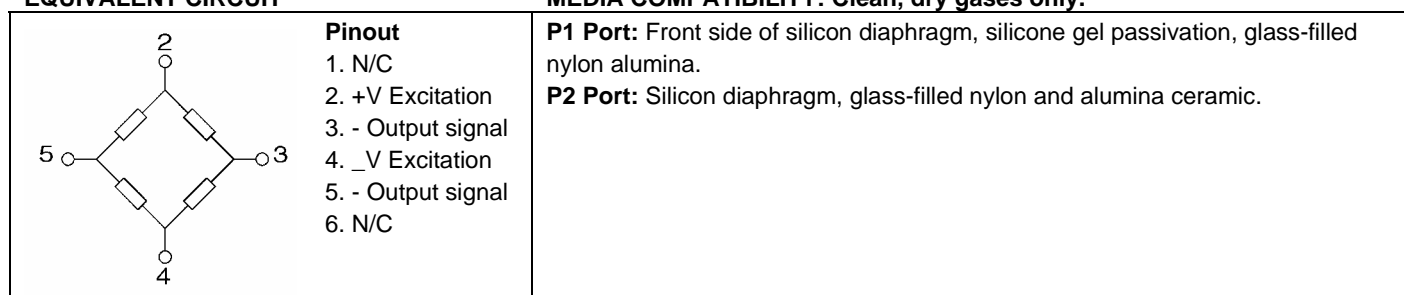 EQUIVALENT CIRCUIT
MEDIA COMPATIBILITY: Clean, dry gases only.
2
5
3
4
Pinout
1. N/C
2. +V Excitation
3. - Output signal
4. _V Excitation
5. - Output signal
6. N/C
P1 Port: Front side of silicon diaphragm, silicone gel passivation, glass-filled
nylon alumina.
P2 Port: Silicon diaphragm, glass-filled nylon and alumina ceramic.